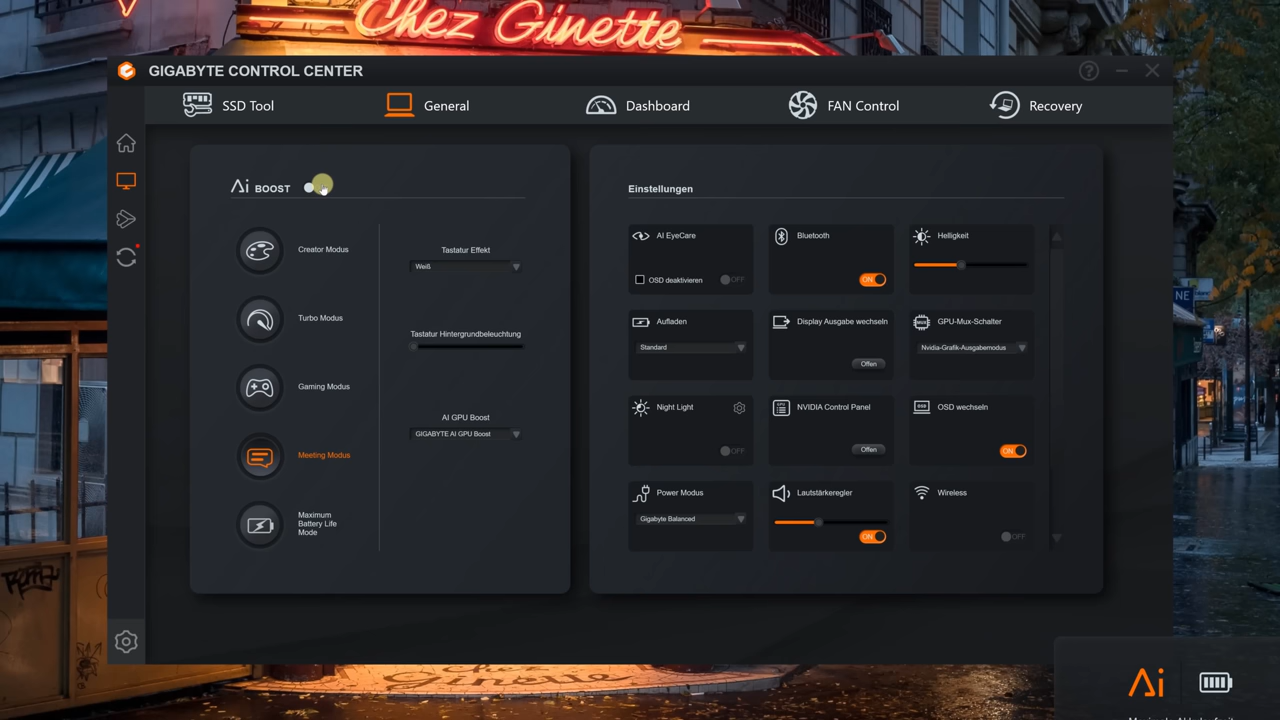 Chez Ginette
GIGABYTE CONTROL CENTER
SSD Tool
General
Dashboard
FAN Control
Recovery
Ai BOOST
Creator Modus
Turbo Modus
Gaming Modus
Meeting Modus
Maximum
Battery Life
Mode
Tastatur Effekt
Weiß
Tastatur Hintergrundbeleuchtung
AI GPU Boost
GIGABYTE AI GPU Boost
Einstellungen
AI EyeCare
OSD deaktivieren
OFF
Bluetooth
ON
Helligkeit
Aufladen
Standard
Display Ausgabe wechseln
Offen
GPU-Mux-Schalter
Nvidia-Grafik-Ausgabemodus
Night Light
OFF
NVIDIA Control Panel
Offen
OSD wechseln
ON
Power Modus
Gigabyte Balanced
Lautstärkeregler
ON
Wireless
OFF
NE
Chez
Ginette
Ai